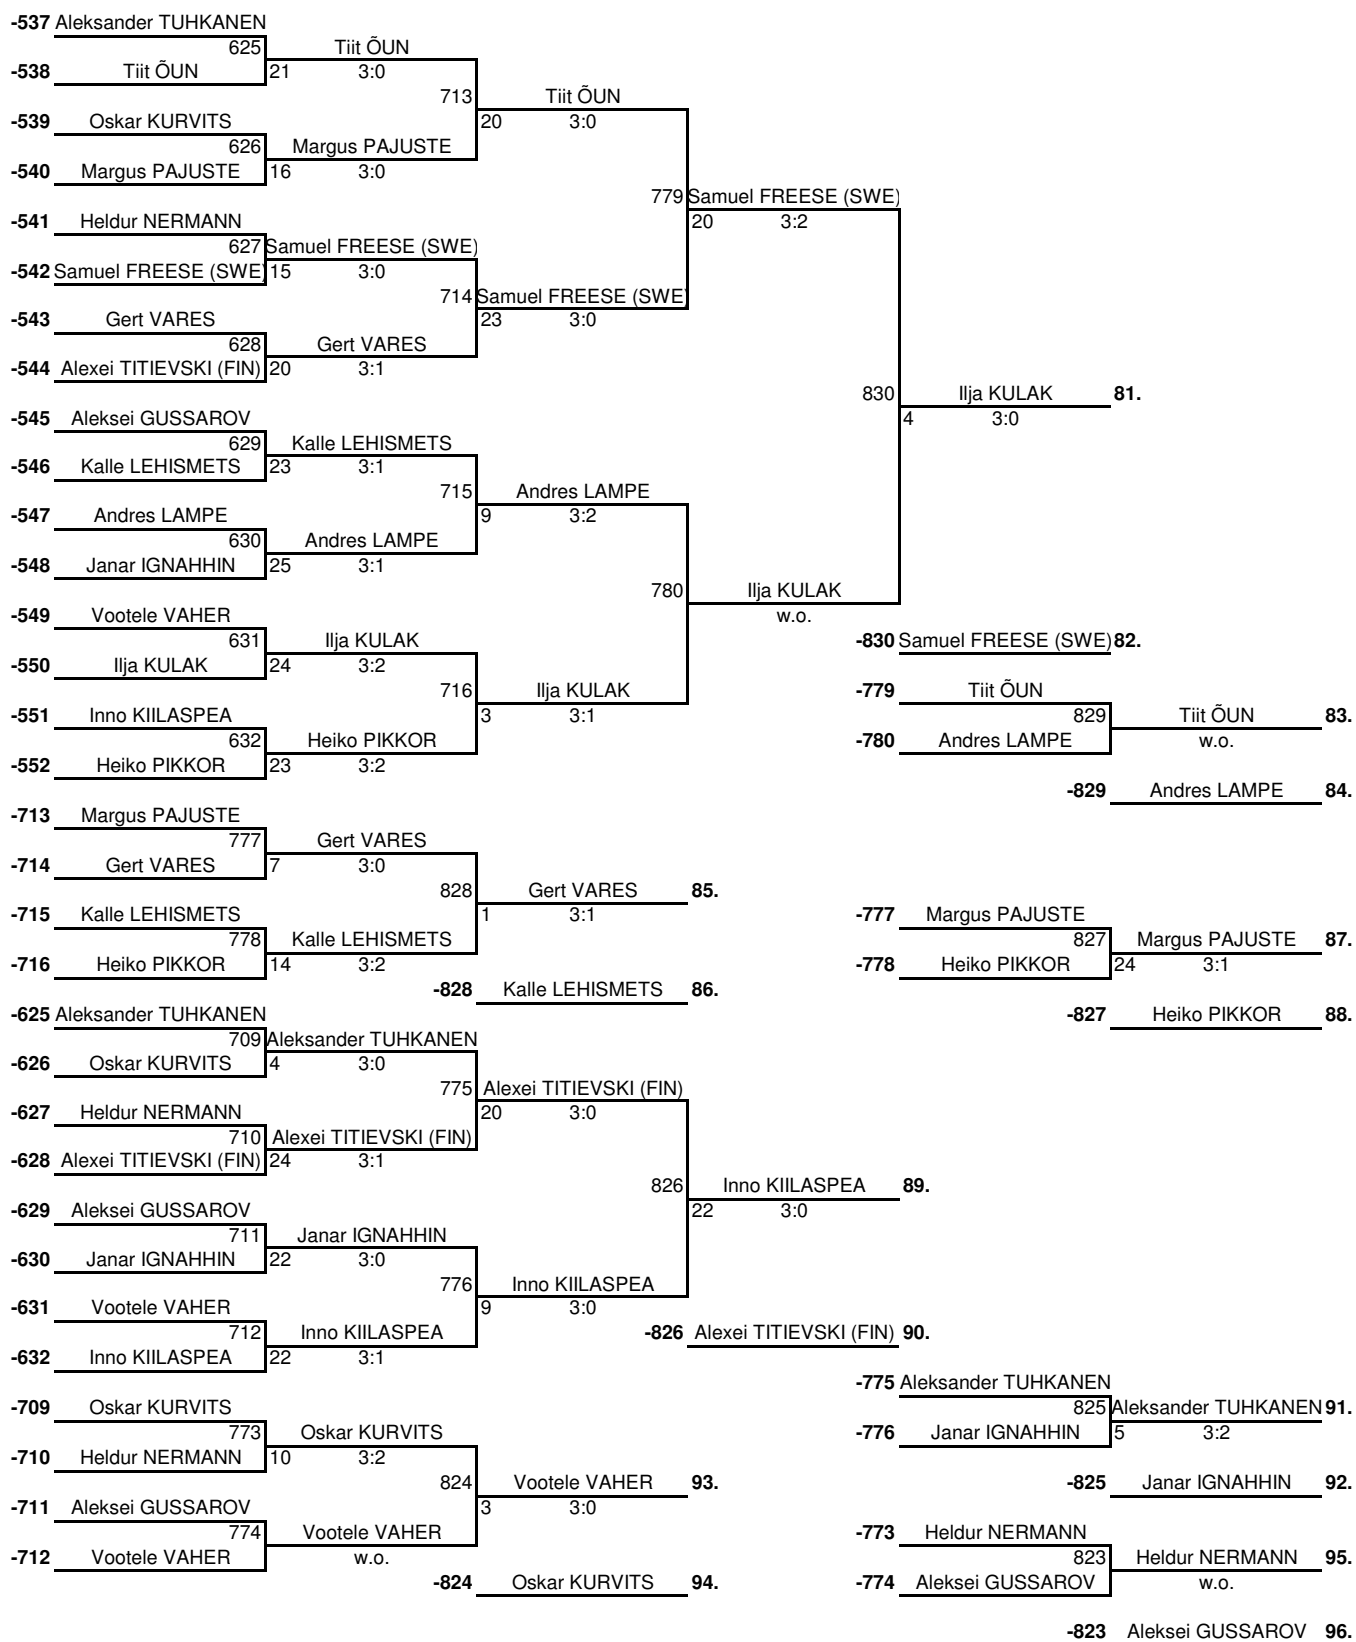 -537 Aleksander TUHKANEN
625 Tiit ÕUN
-538 Tiit ÕUN 21 3:0
713 Tiit ÕUN
-539 Oskar KURVITS 20 3:0
626 Margus PAJUSTE
-540 Margus PAJUSTE 16 3:0
779 Samuel FREESE (SWE)
-541 Heldur NERMANN 20 3:2
627 Samuel FREESE (SWE)
-542 Samuel FREESE (SWE) 15 3:0
714 Samuel FREESE (SWE)
-543 Gert VARES 23 3:0
628 Gert VARES
-544 Alexei TITIEVSKI (FIN) 20 3:1
830 Ilja KULAK 81.
-545 Aleksei GUSSAROV 4 3:0
629 Kalle LEHISMETS
-546 Kalle LEHISMETS 23 3:1
715 Andres LAMPE
-547 Andres LAMPE 9 3:2
630 Andres LAMPE
-548 Janar IGNAHHIN 25 3:1
780 Ilja KULAK
-549 Vootele VAHER w.o.
631 Ilja KULAK -830 Samuel FREESE (SWE) 82.
-550 Ilja KULAK 24 3:2
716 Ilja KULAK -779 Tiit ÕUN
-551 Inno KIILASPEA 3 3:1 829 Tiit ÕUN 83.
632 Heiko PIKKOR -780 Andres LAMPE w.o.
-552 Heiko PIKKOR 23 3:2
-829 Andres LAMPE 84.
-713 Margus PAJUSTE
777 Gert VARES
-714 Gert VARES 7 3:0
828 Gert VARES 85.
-715 Kalle LEHISMETS 1 3:1 -777 Margus PAJUSTE
778 Kalle LEHISMETS 827 Margus PAJUSTE 87.
-716 Heiko PIKKOR 14 3:2 -778 Heiko PIKKOR 24 3:1
-828 Kalle LEHISMETS 86.
-625 Aleksander TUHKANEN -827 Heiko PIKKOR 88.
709 Aleksander TUHKANEN
-626 Oskar KURVITS 4 3:0
775 Alexei TITIEVSKI (FIN)
-627 Heldur NERMANN 20 3:0
710 Alexei TITIEVSKI (FIN)
-628 Alexei TITIEVSKI (FIN) 24 3:1
826 Inno KIILASPEA 89.
-629 Aleksei GUSSAROV 22 3:0
711 Janar IGNAHHIN
-630 Janar IGNAHHIN 22 3:0
776 Inno KIILASPEA
-631 Vootele VAHER 9 3:0
712 Inno KIILASPEA -826 Alexei TITIEVSKI (FIN) 90.
-632 Inno KIILASPEA 22 3:1
-775 Aleksander TUHKANEN
-709 Oskar KURVITS 825 Aleksander TUHKANEN 91.
773 Oskar KURVITS -776 Janar IGNAHHIN 5 3:2
-710 Heldur NERMANN 10 3:2
824 Vootele VAHER 93. -825 Janar IGNAHHIN 92.
-711 Aleksei GUSSAROV 3 3:0
774 Vootele VAHER -773 Heldur NERMANN
-712 Vootele VAHER w.o. 823 Heldur NERMANN 95.
-824 Oskar KURVITS 94. -774 Aleksei GUSSAROV w.o.
-823 Aleksei GUSSAROV 96.